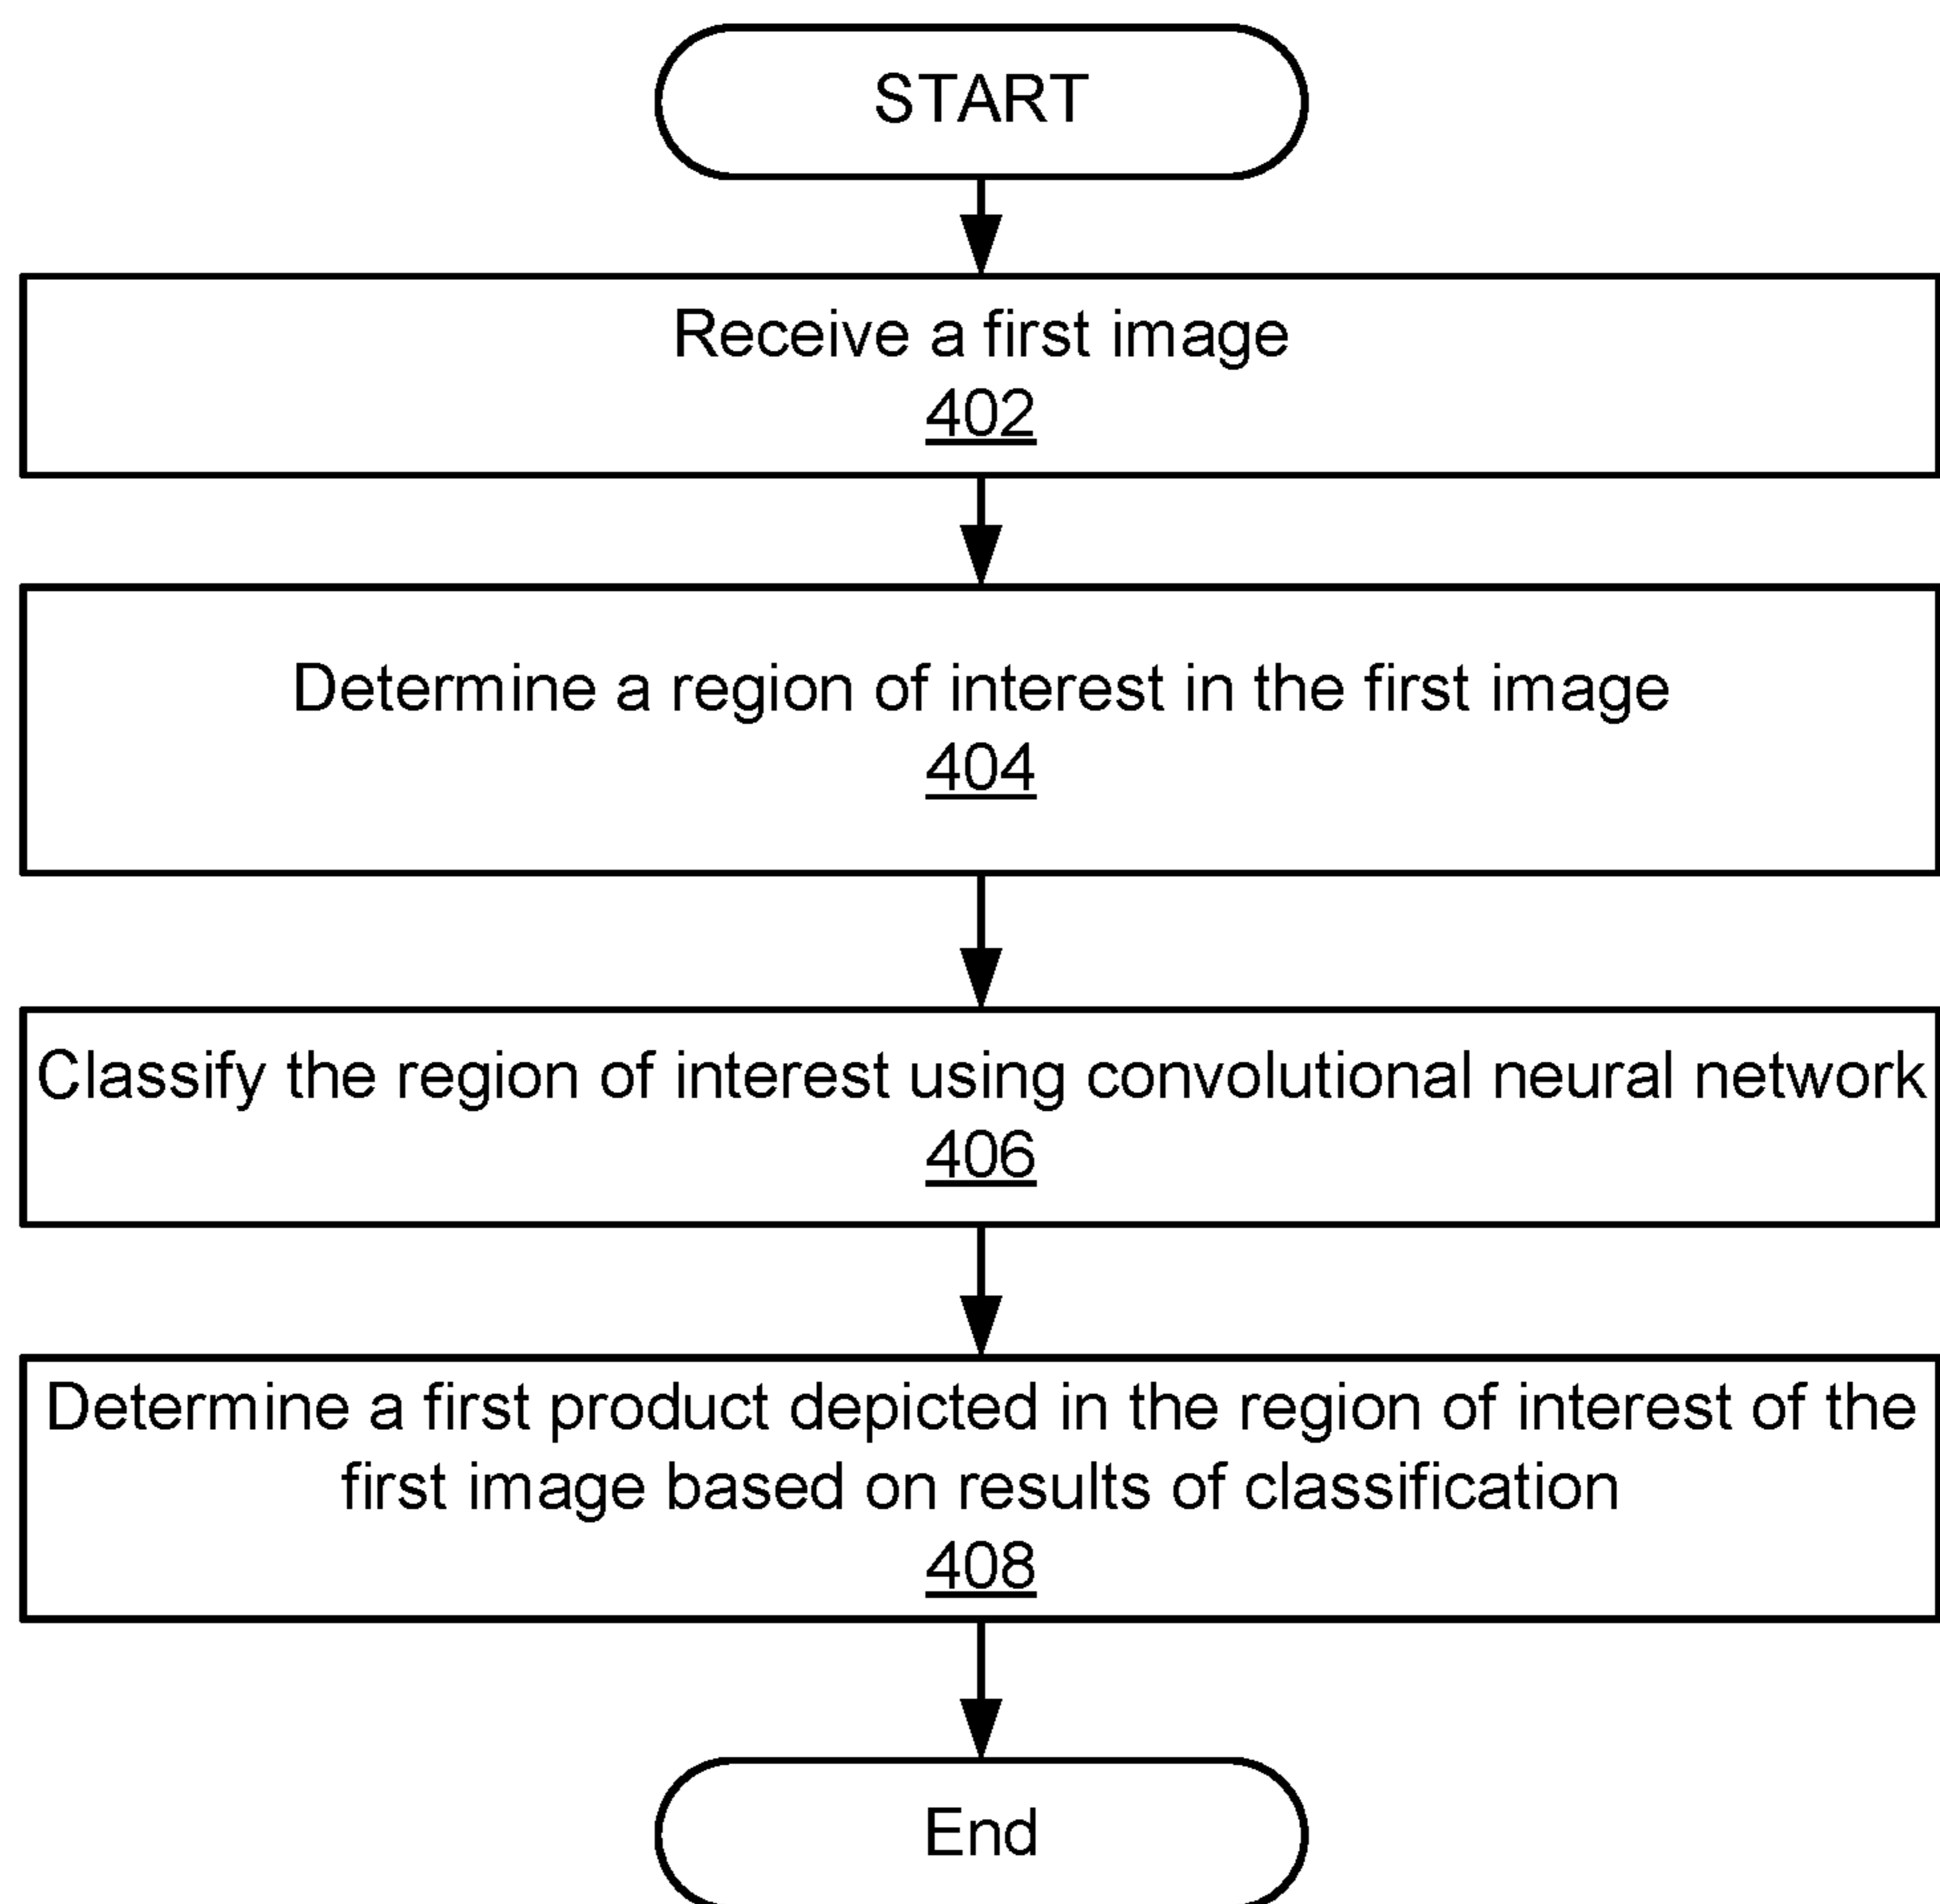 START
Receive a first image
402
Determine a region of interest in the first image
404
Classify the region of interest using convolutional neural network
406
Determine a first product depicted in the region of interest of the
first image based on results of classification
408
End